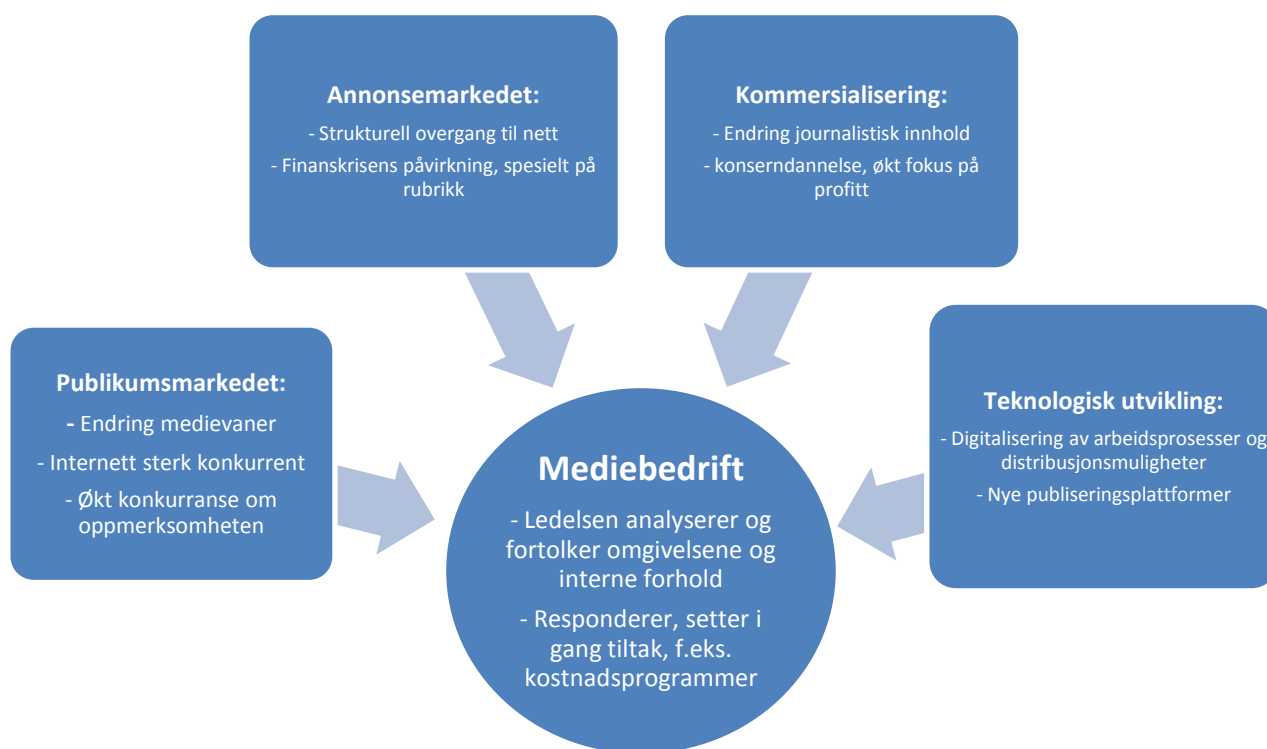 Annonsemarkedet:
- Strukturell overgang til nett
- Finanskrisens påvirkning, spesielt på
rubrikk
Kommersialisering:
- Endring journalistisk innhold
- konserndannelse, økt fokus på
profitt
Publikumsmarkedet:
- Endring medievaner
- Internett sterk konkurrent
- Økt konkurranse om
oppmerksomheten
Teknologisk utvikling:
- Digitalisering av arbeidsprosesser og
distribusjonsmuligheter
- Nye publiseringsplattformer
Mediebedrift
- Ledelsen analyserer og
fortolker omgivelsene og
interne forhold
- Responderer, setter i
gang tiltak, f.eks.
kostnadsprogrammer